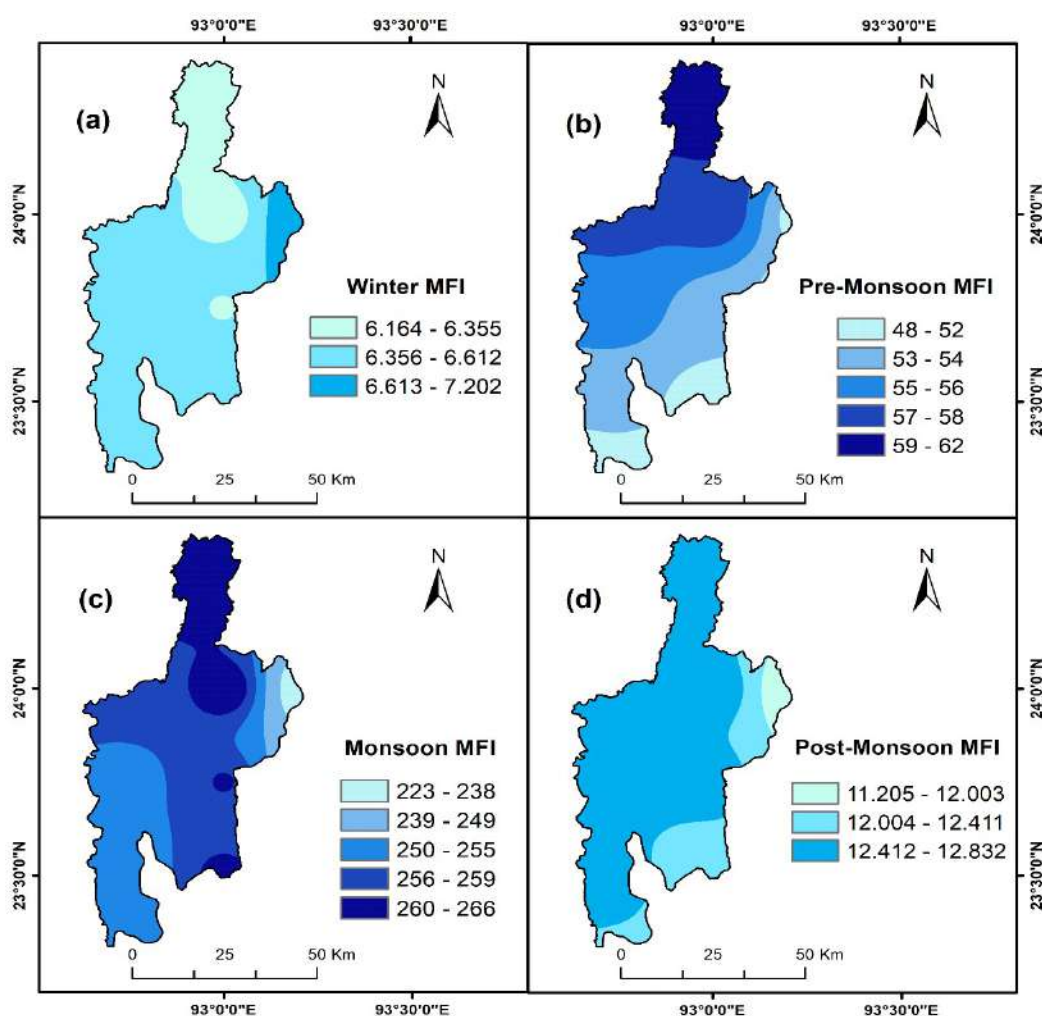 93°0'0"E 93°30'0"E 93°0'0"E 93°30'0"E
(a)
N
24°0'0"N
23°30'0"N
Winter MFI
6.164 - 6.355
6.356 - 6.612
6.613 - 7.202
0 25 50 Km
(b)
N
24°0'0"N
23°30'0"N
Pre-Monsoon MFI
48 - 52
53 - 54
55 - 56
57 - 58
59 - 62
0 25 50 Km
(c)
N
24°0'0"N
23°30'0"N
Monsoon MFI
223 - 238
239 - 249
250 - 255
256 - 259
260 - 266
0 25 50 Km
(d)
N
24°0'0"N
23°30'0"N
Post-Monsoon MFI
11.205 - 12.003
12.004 - 12.411
12.412 - 12.832
0 25 50 Km
93°0'0"E 93°30'0"E 93°0'0"E 93°30'0"E